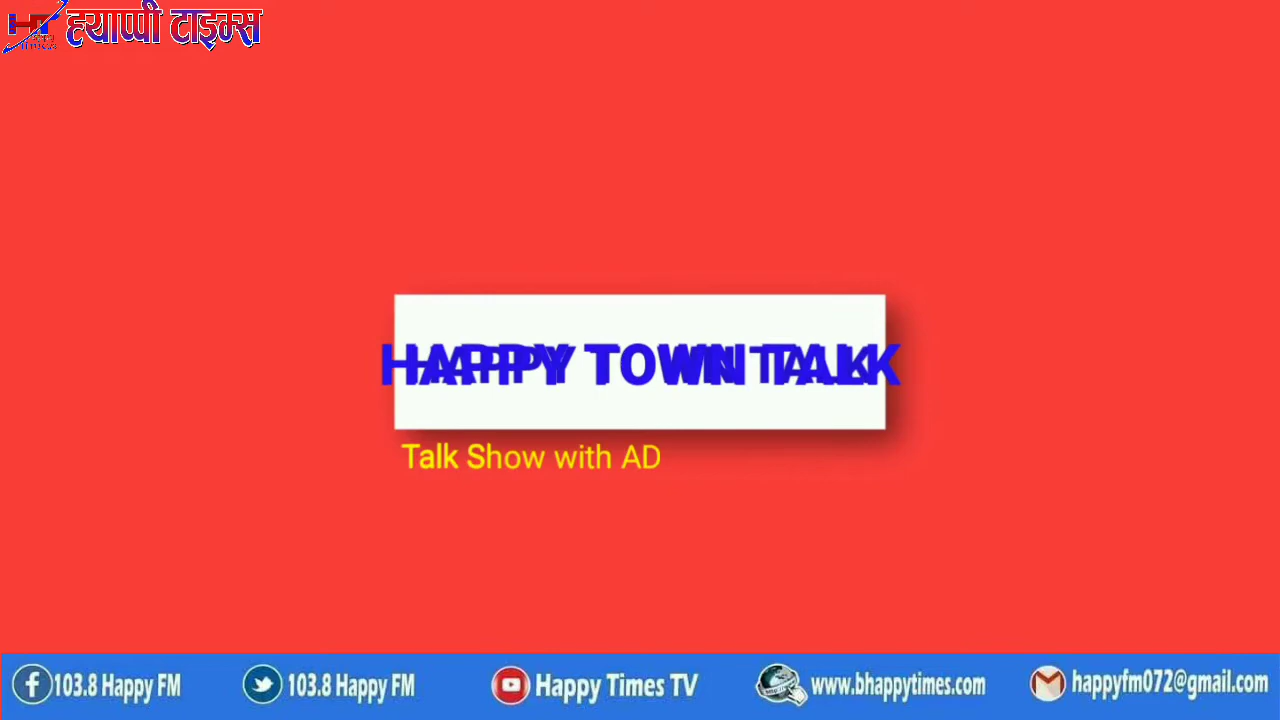 HT ह्याप्पी टाइम्स
HAPPY TOWN TALK
Talk Show with AD
103.8 Happy FM
103.8 Happy FM
Happy Times TV
www.bhappytimes.com
happyfm072@gmail.com